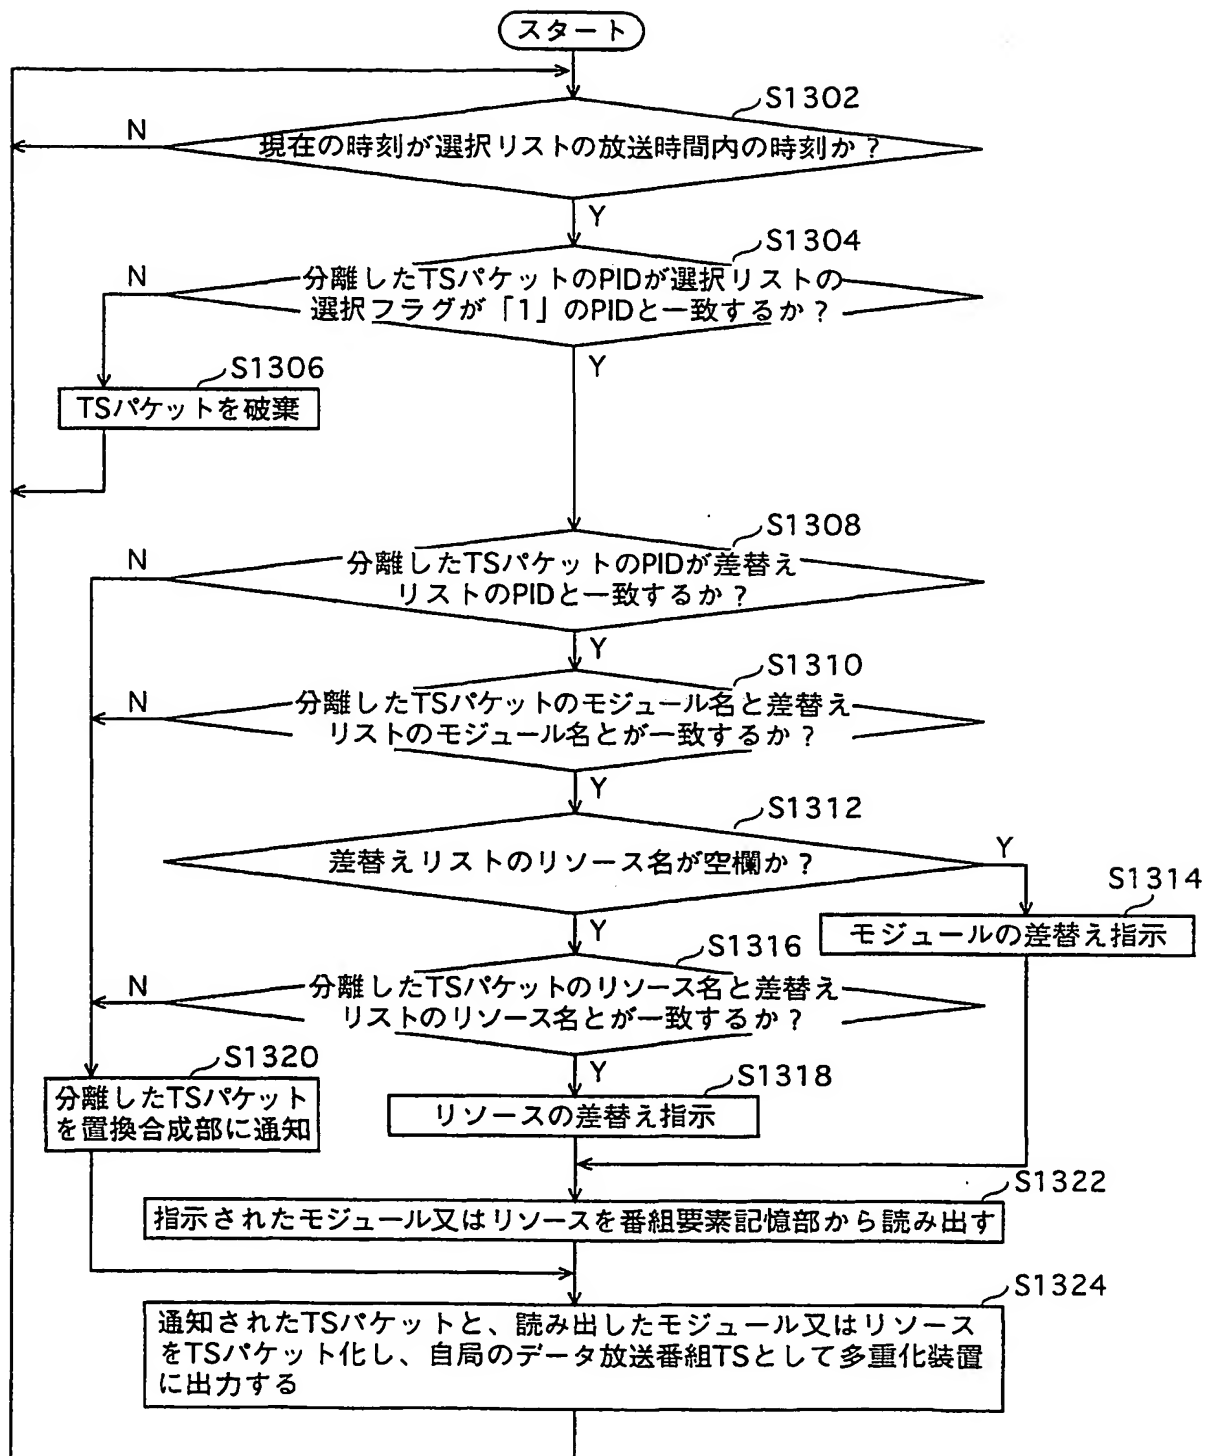 スタート
S1302
N
現在の時刻が選択リストの放送時間内の時刻か?
Y
S1304
N
分離したTSパケットのPIDが選択リストの
選択フラグが「1」のPIDと一致するか?
Y
S1306
TSパケットを破棄
S1308
N
分離したTSパケットのPIDが差替え
リストのPIDと一致するか?
Y
S1310
N
分離したTSパケットのモジュール名と差替え
リストのモジュール名とが一致するか?
Y
S1312
差替えリストのリソース名が空欄か?
Y
S1314
モジュールの差替え指示
Y
S1316
N
分離したTSパケットのリソース名と差替え
リストのリソース名とが一致するか?
Y
S1318
リソースの差替え指示
S1320
分離したTSパケット
を置換合成部に通知
S1322
指示されたモジュール又はリソースを番組要素記憶部から読み出す
S1324
通知されたTSパケットと、読み出したモジュール又はリソース
をTSパケット化し、自局のデータ放送番組TSとして多重化装置
に出力する